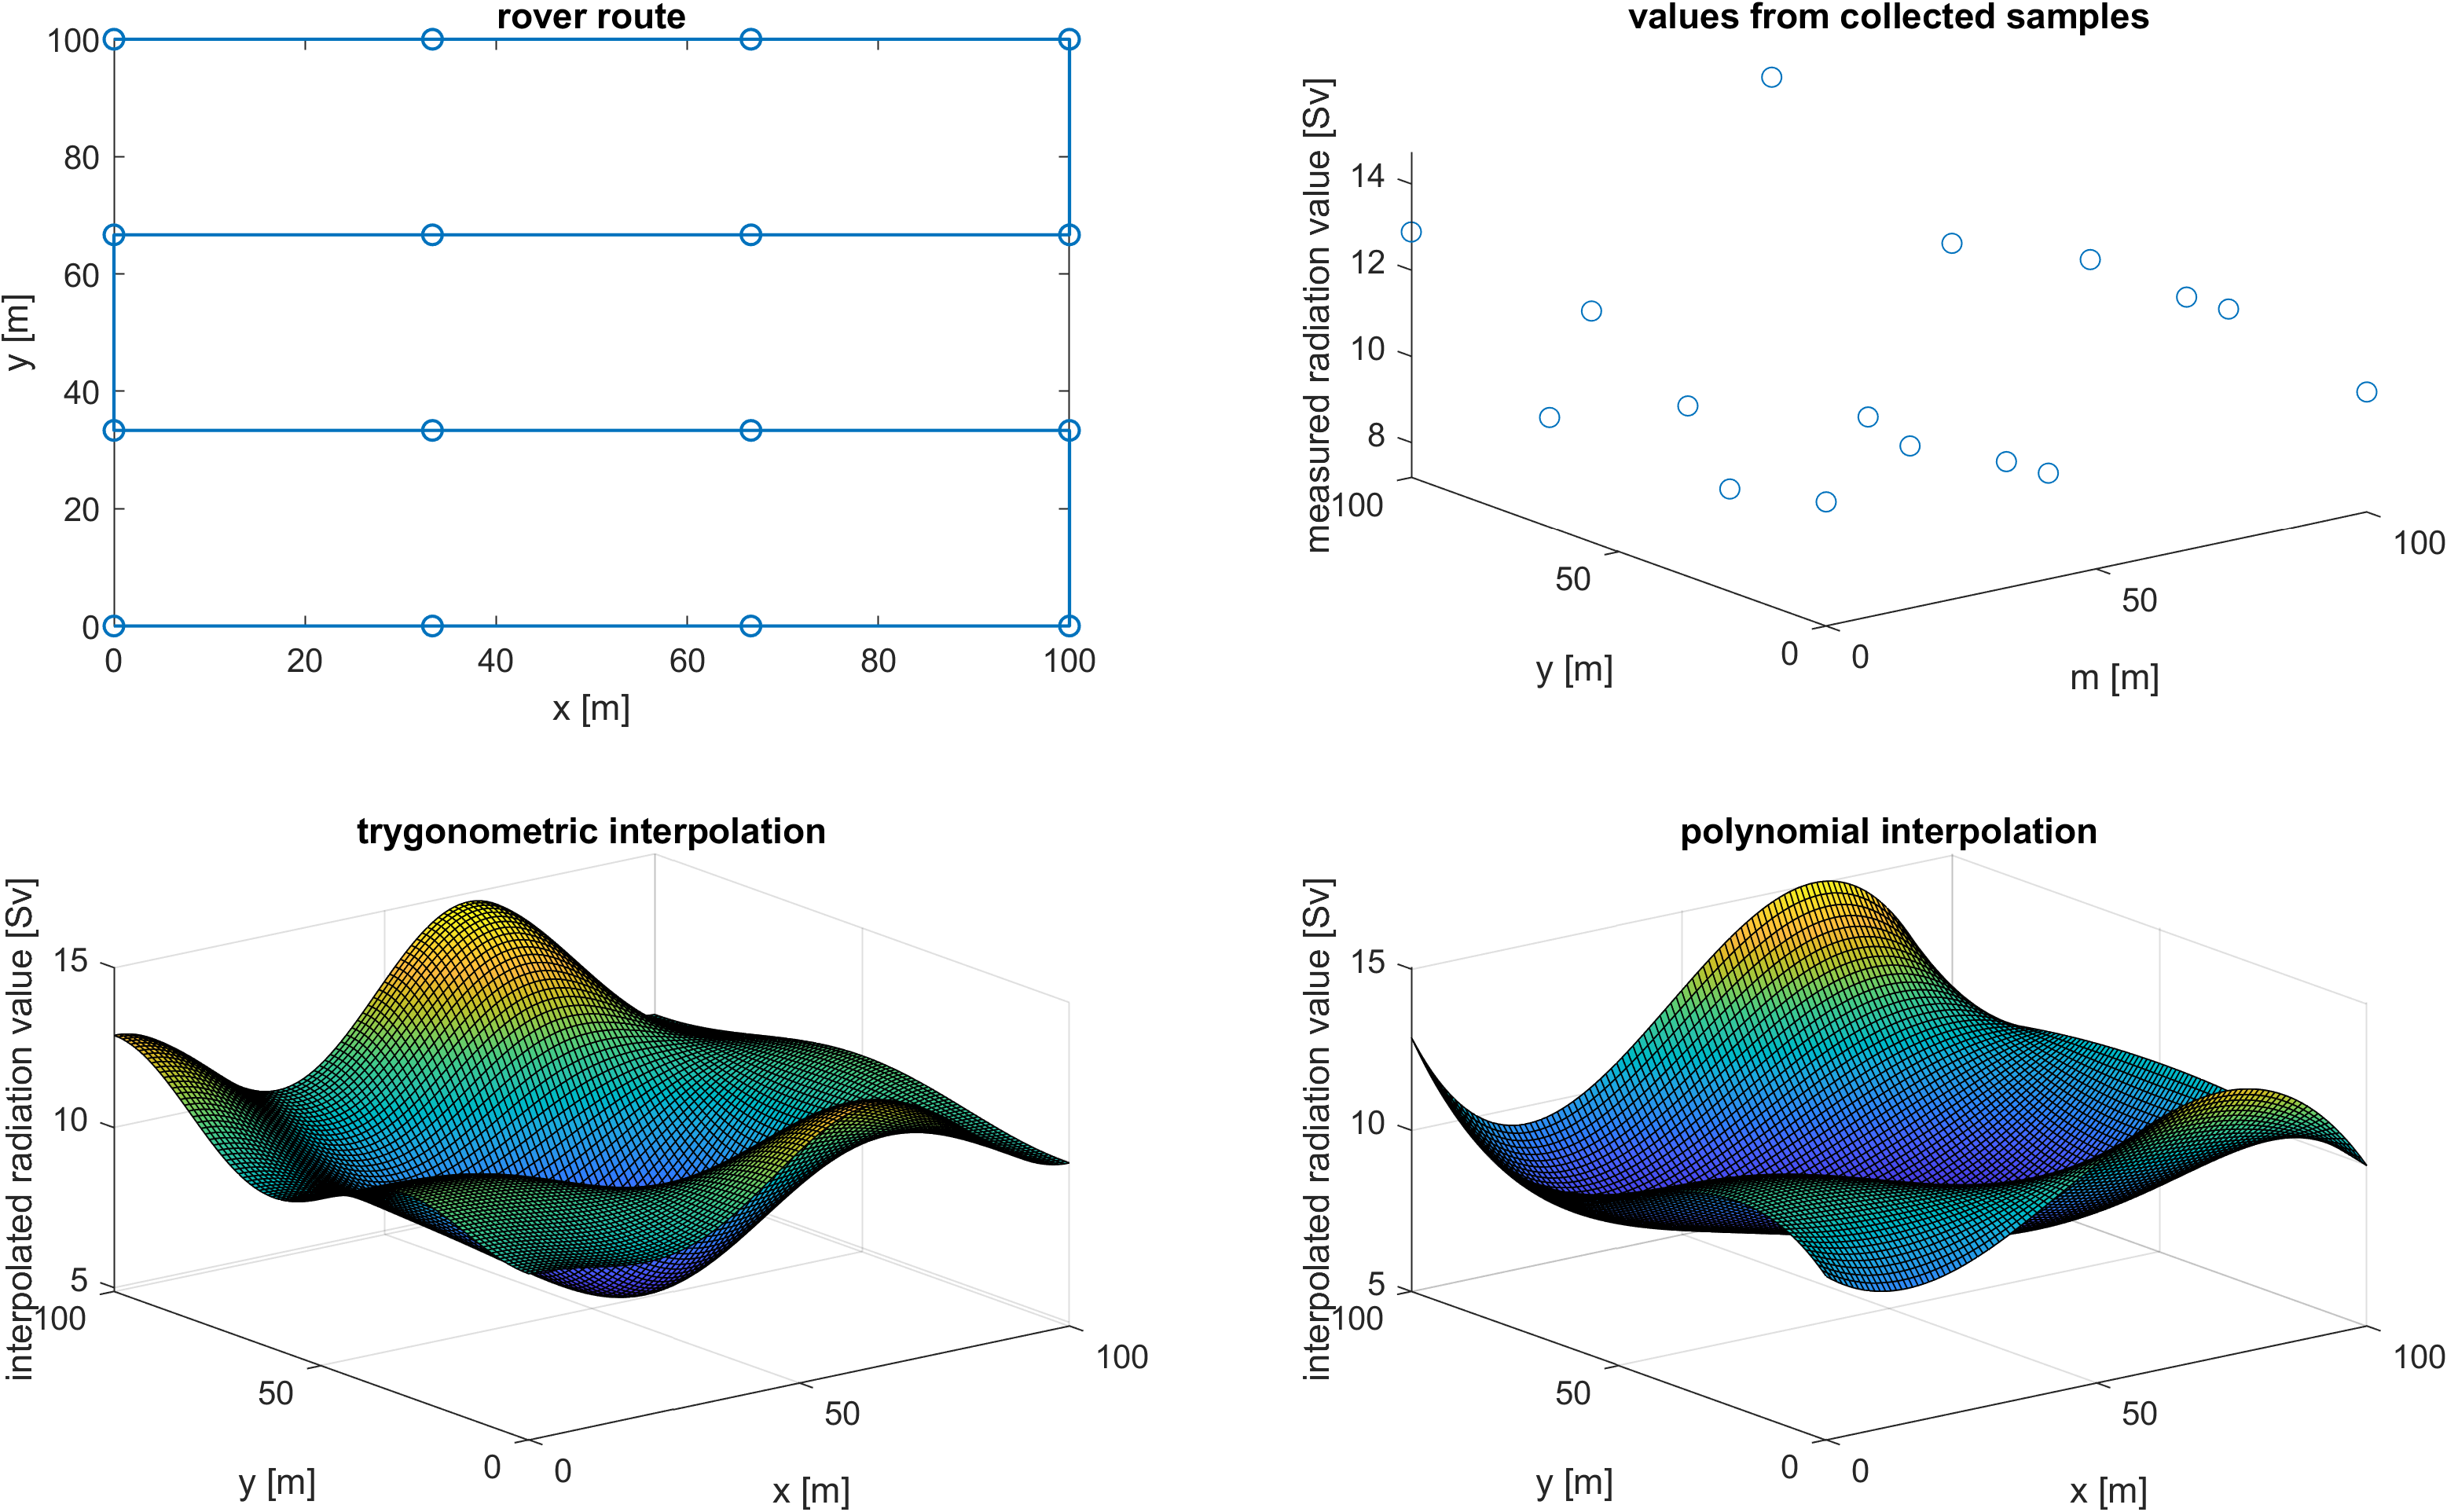 rover route
100
80
60
40
20
0
y [m]
0 20 40 60 80 100
x [m]
values from collected samples
measured radiation value [Sv]
14
12
10
8
100
50
0
y [m]
0
50
100
m [m]
trygonometric interpolation
interpolated radiation value [Sv]
15
10
5
100
50
0
y [m]
0
50
100
x [m]
polynomial interpolation
interpolated radiation value [Sv]
15
10
5
100
50
0
y [m]
0
50
100
x [m]